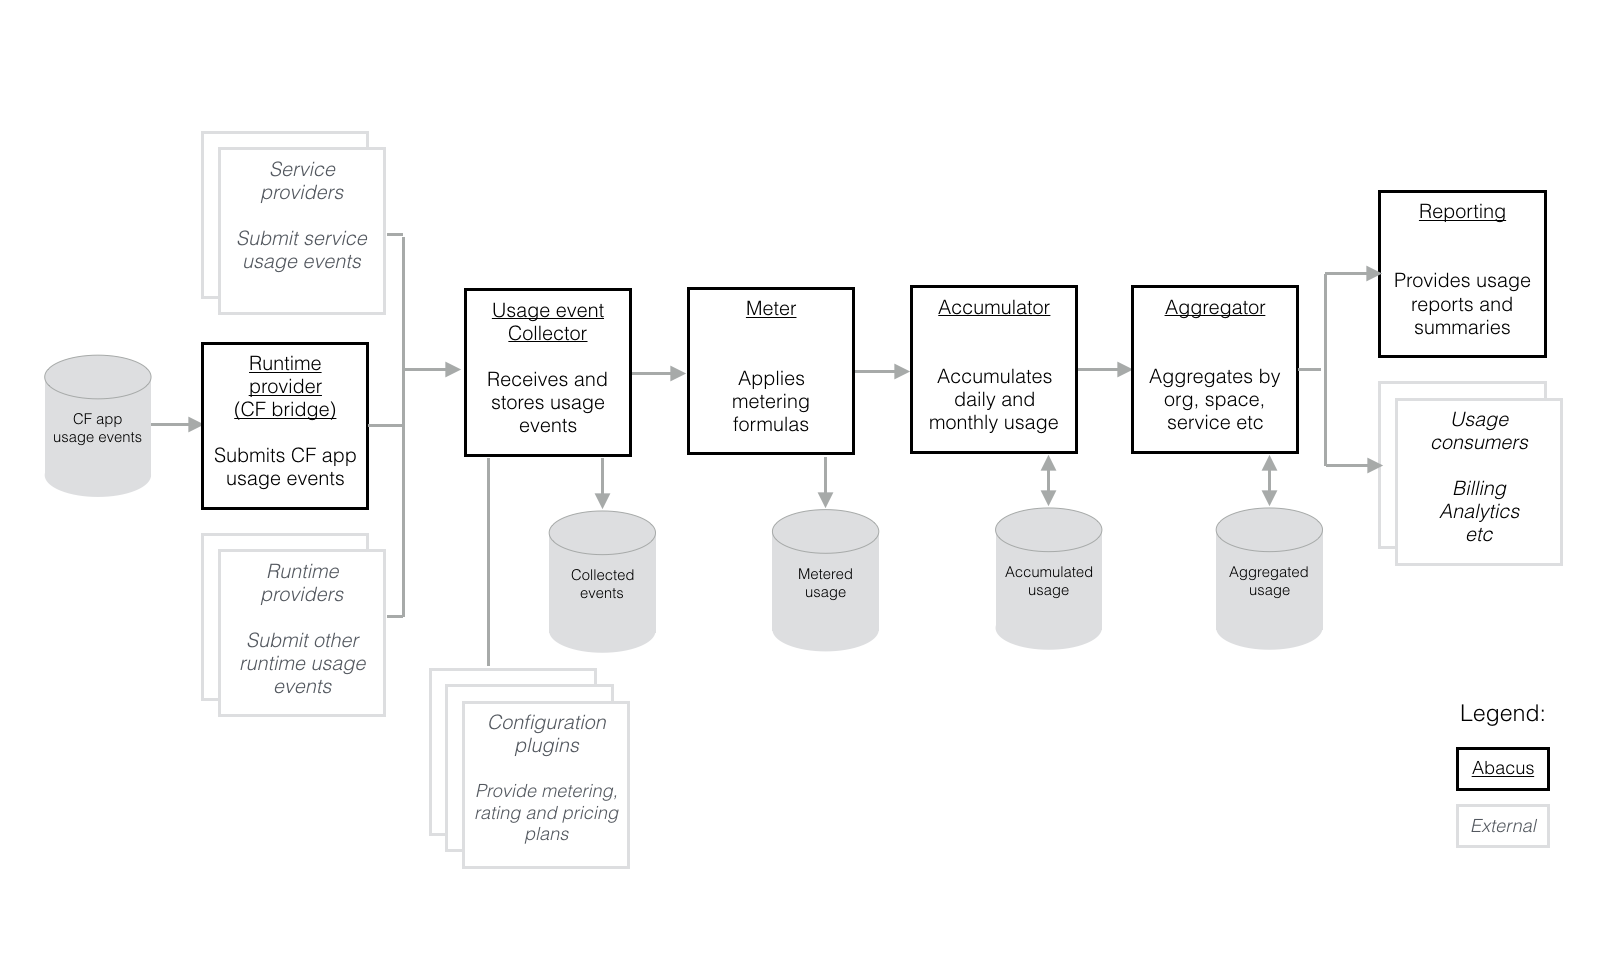 Service
providers
Submit service
usage events
CF app
usage events
Runtime
provider
(CF bridge)
Submits CF app
usage events
Runtime
providers
Submit other
runtime usage
events
Usage event
Collector
Receives and
stores usage
events
Collected
events
Configuration
plugins
Provide metering,
rating and pricing
plans
Meter
Applies
metering
formulas
Metered
usage
Accumulator
Accumulates
daily and
monthly usage
Accumulated
usage
Aggregator
Aggregates by
org, space,
service etc
Aggregated
usage
Reporting
Provides usage
reports and
summaries
Usage
consumers
Billing
Analytics
etc
Legend:
Abacus
External